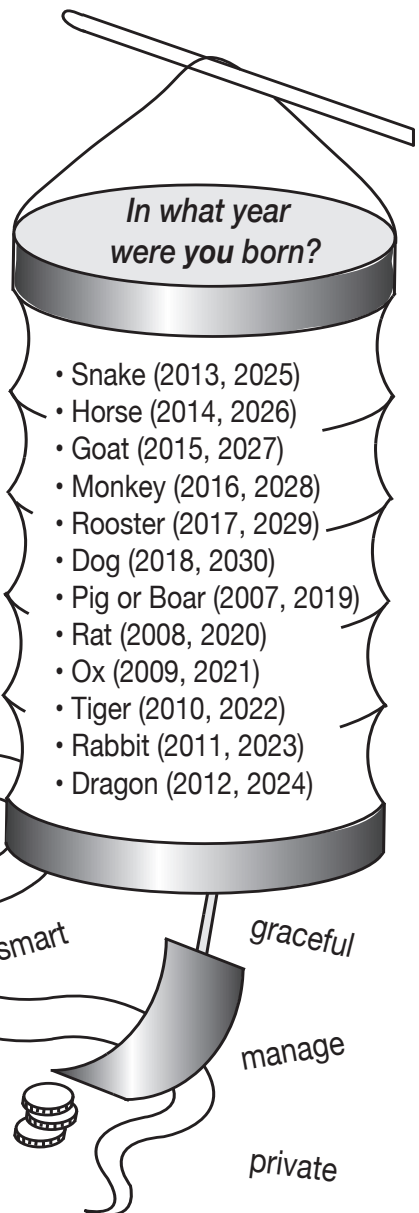 In what year
were you born?
• Snake (2013, 2025)
• Horse (2014, 2026)
• Goat (2015, 2027)
• Monkey (2016, 2028)
• Rooster (2017, 2029)
• Dog (2018, 2030)
• Pig or Boar (2007, 2019)
• Rat (2008, 2020)
• Ox (2009, 2021)
• Tiger (2010, 2022)
• Rabbit (2011, 2023)
• Dragon (2012, 2024)
smart
graceful
manage
private